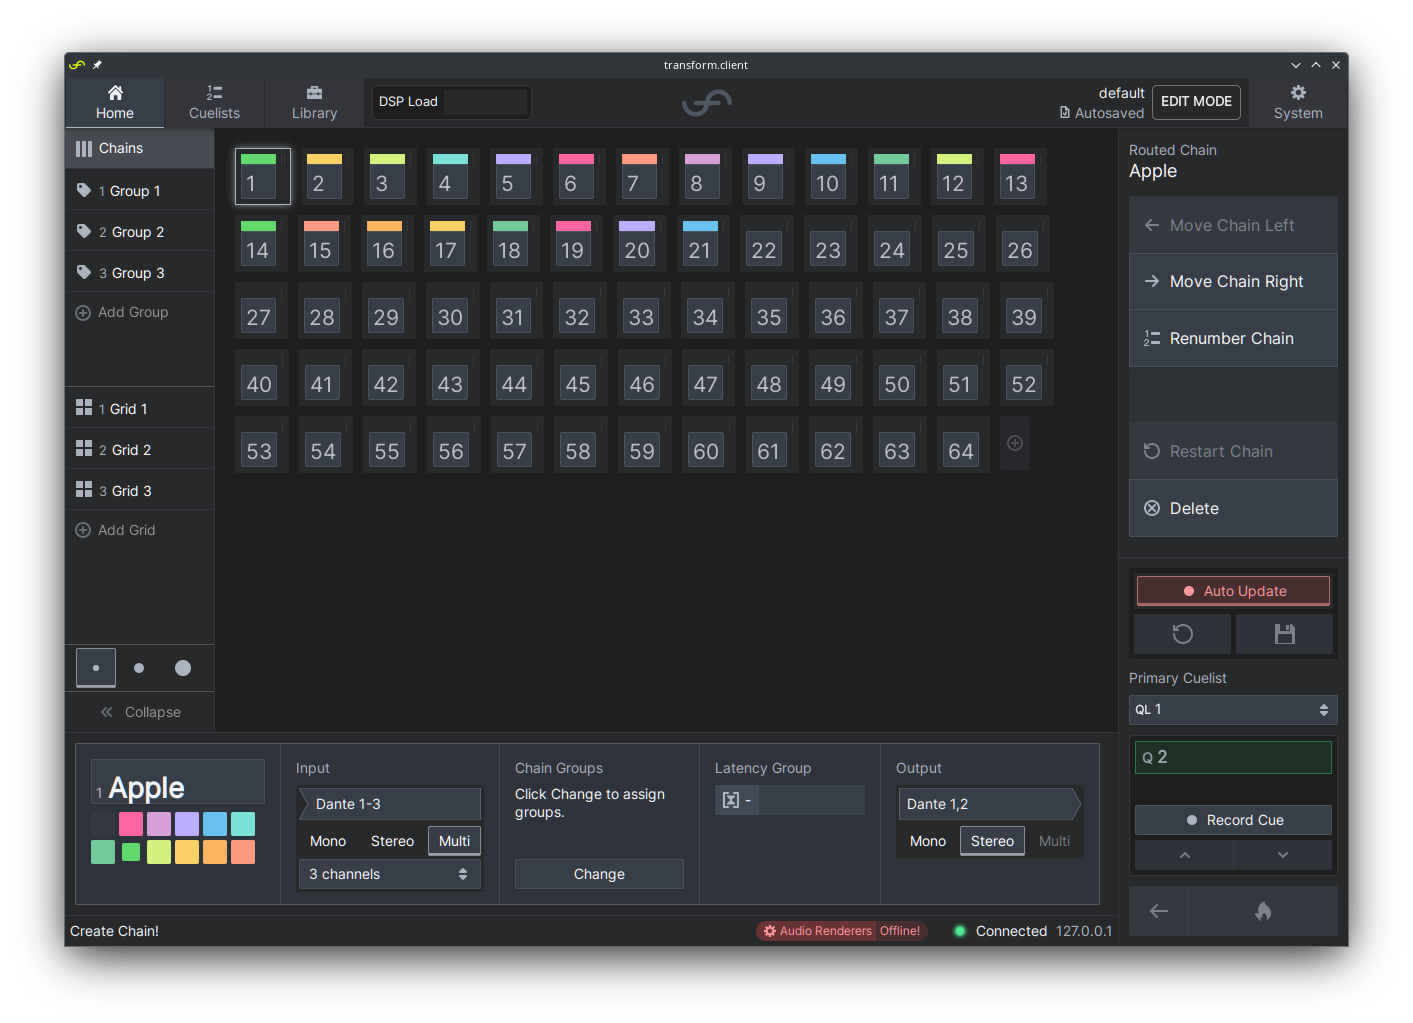 transform.client
Home
Cuelists
Library
DSP Load
default
Autosaved
EDIT MODE
System
Chains
1 Group 1
2 Group 2
3 Group 3
Add Group
1 Grid 1
2 Grid 2
3 Grid 3
Add Grid
Collapse
1 2 3 4 5 6 7 8 9 10 11 12 13
14 15 16 17 18 19 20 21 22 23 24 25 26
27 28 29 30 31 32 33 34 35 36 37 38 39
40 41 42 43 44 45 46 47 48 49 50 51 52
53 54 55 56 57 58 59 60 61 62 63 64
Routed Chain
Apple
Move Chain Left
Move Chain Right
Renumber Chain
Restart Chain
Delete
Auto Update
Primary Cuelist
QL 1
Q 2
Record Cue
1 Apple
Input
Dante 1-3
Mono Stereo Multi
3 channels
Chain Groups
Click Change to assign
groups.
Change
Latency Group
-
Output
Dante 1,2
Mono Stereo Multi
Create Chain!
Audio Renderers Offline!
Connected 127.0.0.1